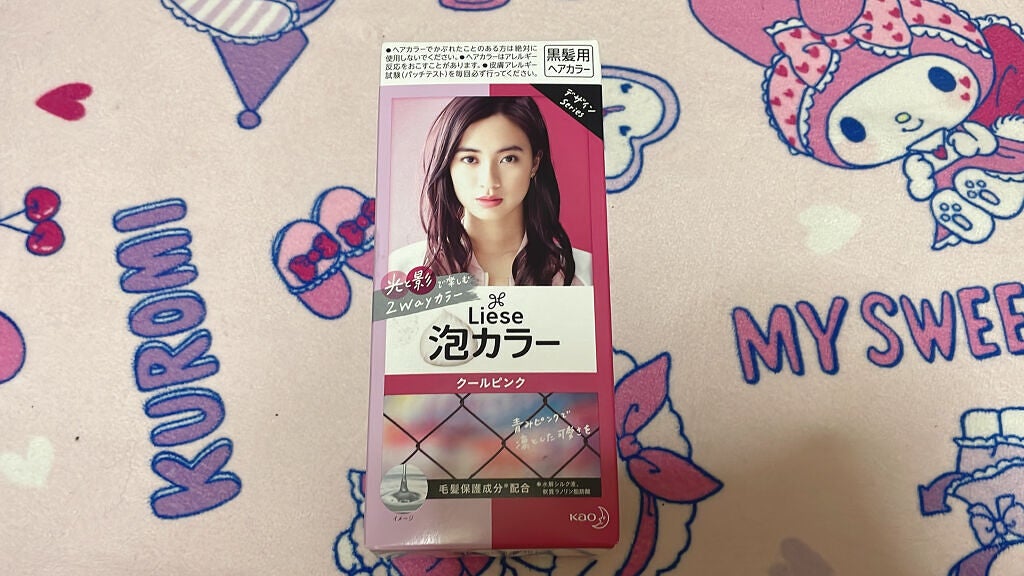 ●ヘアカラーでかぶれたことのある方は絶対に
使用しないでください。●ヘアカラーはアレルギー
反応をおこすことがあります。●皮膚アレルギー
試験(パッチテスト)を毎回必ず行ってください。
黒髪用
ヘアカラー
デザイン
Series
光と影で楽しむ
2wayカラー
Liese
泡カラー
クールピンク
青みピンクで
凛とした可愛さを
毛髪保護成分*配合
*水解シルク液、
軟質ラノリン脂肪酸
イメージ
Kao
KUROMI
MY SWEE